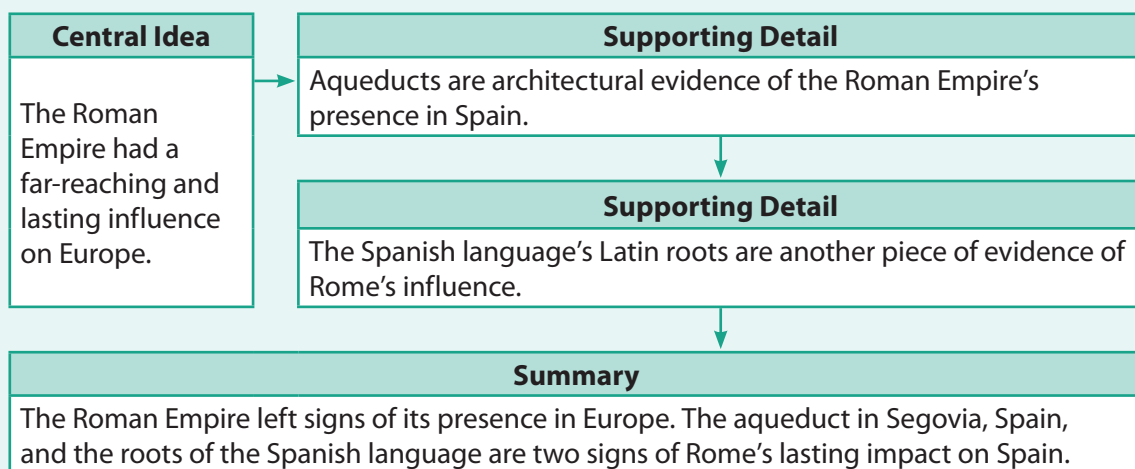 Central Idea
The Roman
Empire had a
far-reaching and
lasting influence
on Europe.
Supporting Detail
Aqueducts are architectural evidence of the Roman Empire’s
presence in Spain.
Supporting Detail
The Spanish language’s Latin roots are another piece of evidence of
Rome’s influence.
Summary
The Roman Empire left signs of its presence in Europe. The aqueduct in Segovia, Spain,
and the roots of the Spanish language are two signs of Rome’s lasting impact on Spain.